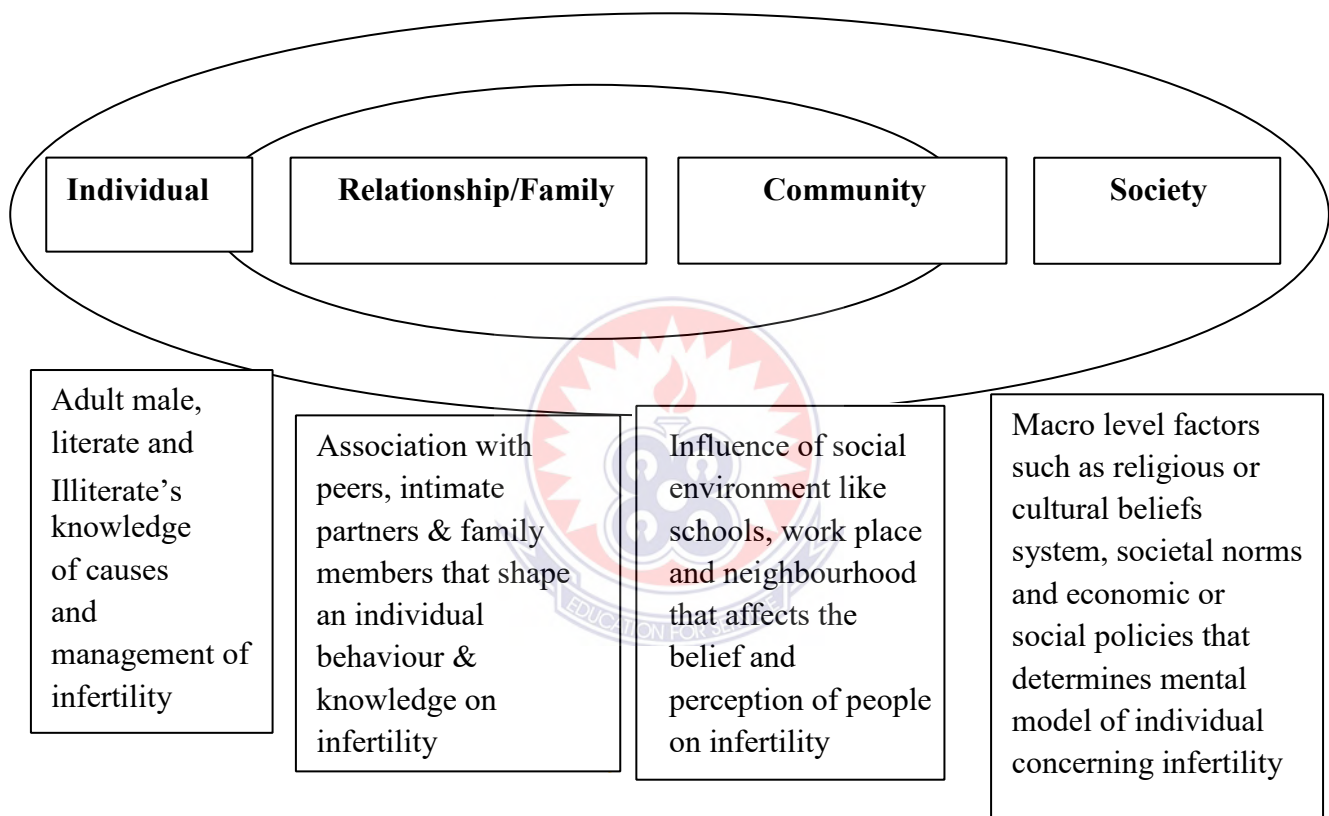 Individual
Relationship/Family
Community
Society
Adult male,
literate and
Illiterate’s
knowledge
of causes
and
management of
infertility
Association with
peers, intimate
partners & family
members that shape
an individual
behaviour &
knowledge on
infertility
Influence of social
environment like
schools, work place
and neighbourhood
that affects the
belief and
perception of people
on infertility
Macro level factors
such as religious or
cultural beliefs
system, societal norms
and economic or
social policies that
determines mental
model of individual
concerning infertility
EDUCATION FOR SERVICE